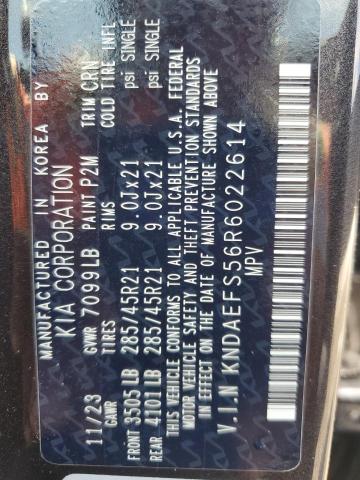 MANUFACTURED IN KOREA BY
KIA CORPORATION
11/23 GVWR 7099LB PAINT P2M TRIM CRN
GAWR TIRES RIMS COLD TIRE INFL
FRONT 3505LB 285/45R21 9.0Jx21 psi SINGLE
REAR 4101LB 285/45R21 9.0Jx21 psi SINGLE
THIS VEHICLE CONFORMS TO ALL APPLICABLE U.S.A. FEDERAL
MOTOR VEHICLE SAFETY AND THEFT PREVENTION STANDARDS
IN EFFECT ON THE DATE OF MANUFACTURE SHOWN ABOVE
V.I.N KNDAEFS56R6022614
MPV